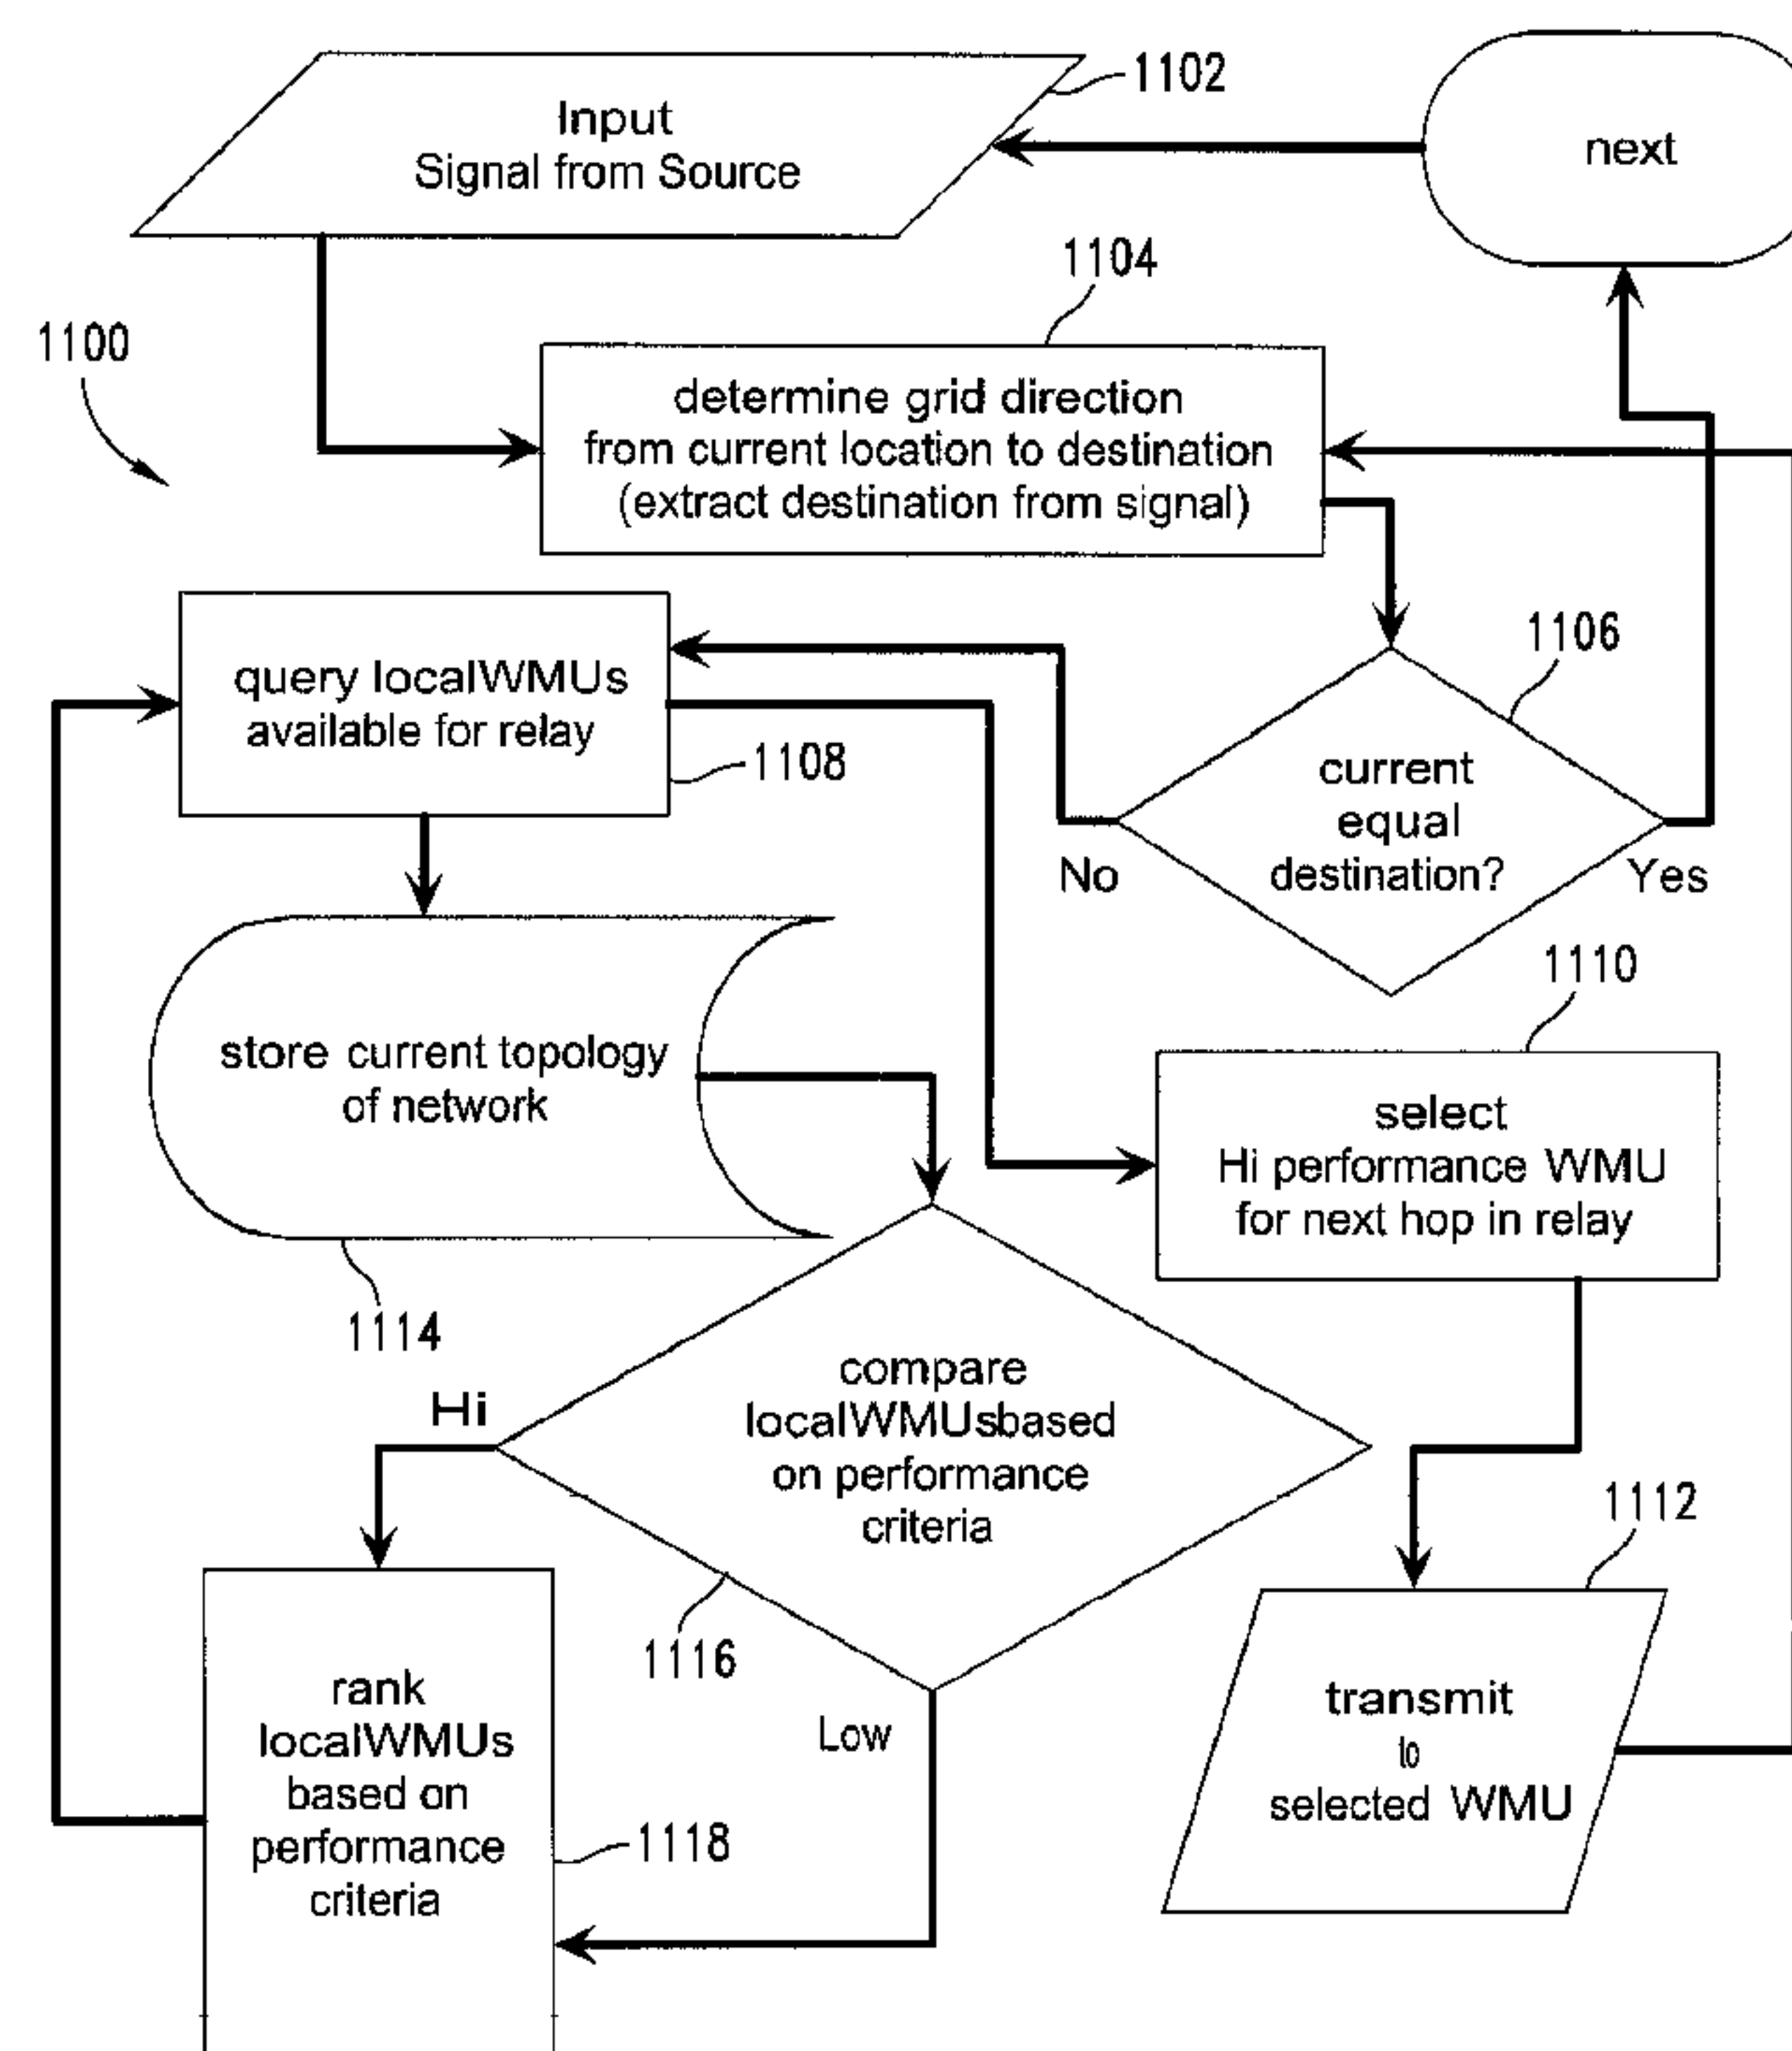 1102
Input
Signal from Source
next
1104
1100
determine grid direction
from current location to destination
(extract destination from signal)
1106
query localWMUs
available for relay
1108
current
equal
destination?
No
Yes
1110
store current topology
of network
select
Hi performance WMU
for next hop in relay
1114
compare
localWMUsbased
on performance
criteria
Hi
1112
1116
rank
localWMUs
based on
performance
criteria
Low
transmit
to
selected WMU
1118